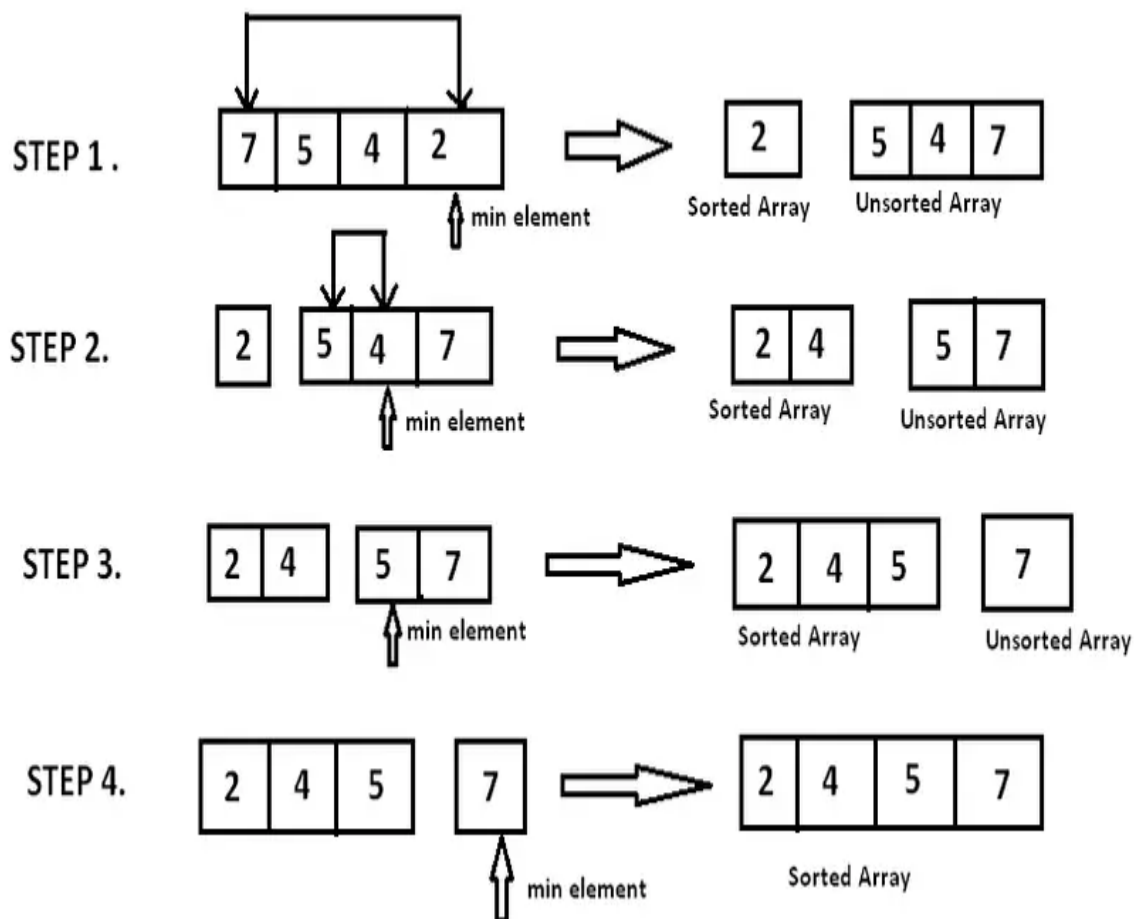 STEP 1.
7 5 4 2
min element
2
Sorted Array
5 4 7
Unsorted Array
STEP 2.
2
5 4 7
min element
2 4
Sorted Array
5 7
Unsorted Array
STEP 3.
2 4
5 7
min element
2 4 5
Sorted Array
7
Unsorted Array
STEP 4.
2 4 5
7
min element
2 4 5 7
Sorted Array